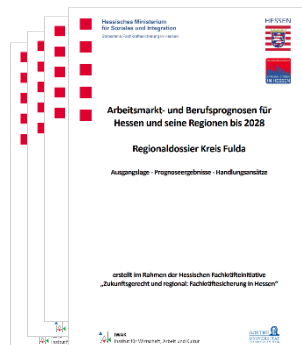 Hessisches Ministerium
für Soziales und Integration
HESSEN
Arbeitsmarkt- und Berufsprognosen für
Hessen und seine Regionen bis 2028
Regionaldossier Kreis Fulda
Ausgangslage - Prognoseergebnisse - Handlungsansätze
erstellt im Rahmen der Hessischen Fachkräfteinitiative
„Zukunftsgerecht und regional: Fachkräftesicherung in Hessen“
IWAK
Institut für Wirtschaft, Arbeit und Kultur
GOETHE
UNIVERSITÄT